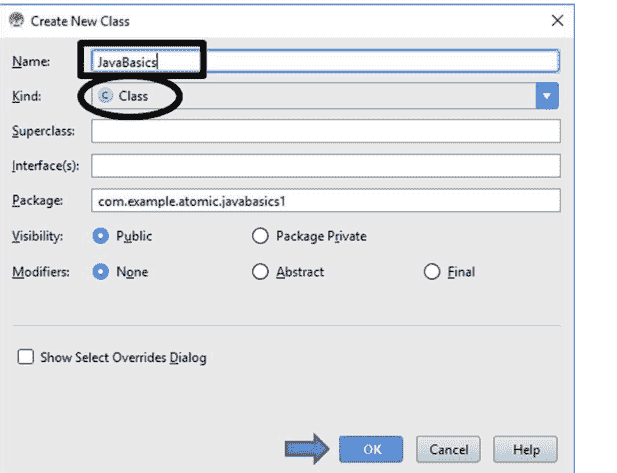 Create New Class
Name: JavaBasics
Kind: C Class
Superclass:
Interface(s):
Package: com.example.atomic.javabasics1
Visibility: Public Package Private
Modifiers: None Abstract Final
Show Select Overrides Dialog
OK Cancel Help